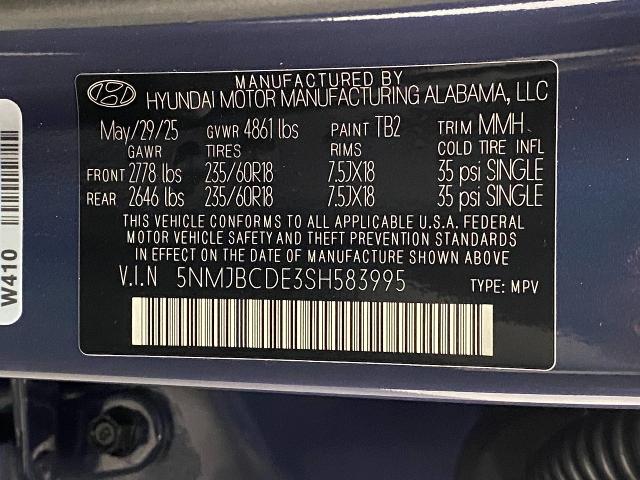 MANUFACTURED BY
HYUNDAI MOTOR MANUFACTURING ALABAMA, LLC
May/29/25 GVWR 4861 lbs PAINT TB2 TRIM MMH
GAWR TIRES RIMS COLD TIRE INFL
FRONT 2778 lbs 235/60R18 7.5JX18 35 psi SINGLE
REAR 2646 lbs 235/60R18 7.5JX18 35 psi SINGLE
THIS VEHICLE CONFORMS TO ALL APPLICABLE U.S.A. FEDERAL
MOTOR VEHICLE SAFETY AND THEFT PREVENTION STANDARDS
IN EFFECT ON THE DATE OF MANUFACTURE SHOWN ABOVE.
V.I.N 5NMJBCDE3SH583995 TYPE: MPV
W410